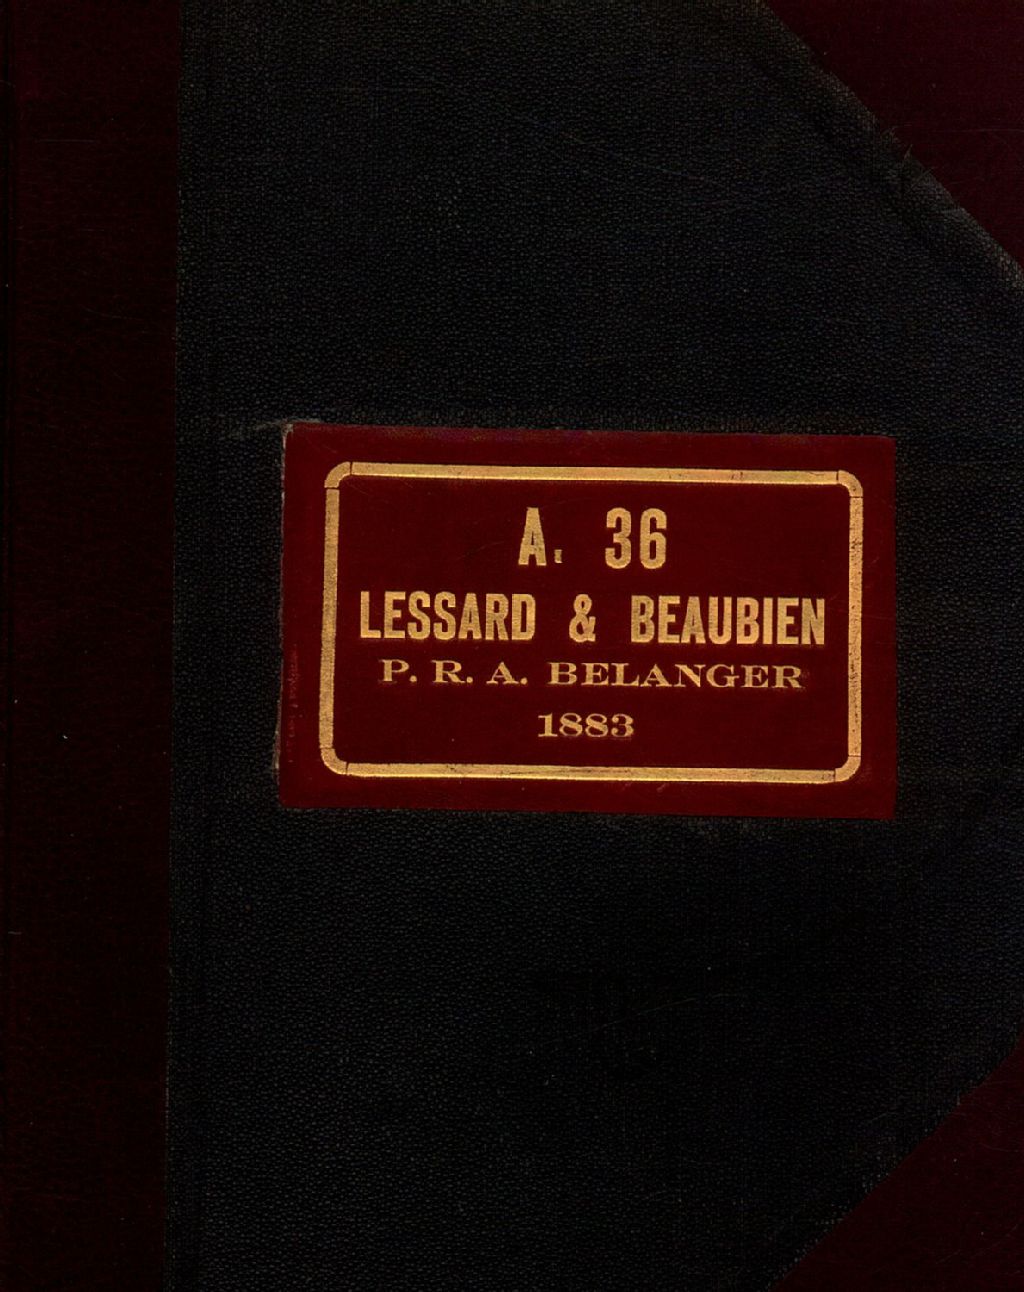 A. 36
LESSARD & BEAUBIEN
P. R. A. BELANGER
1883